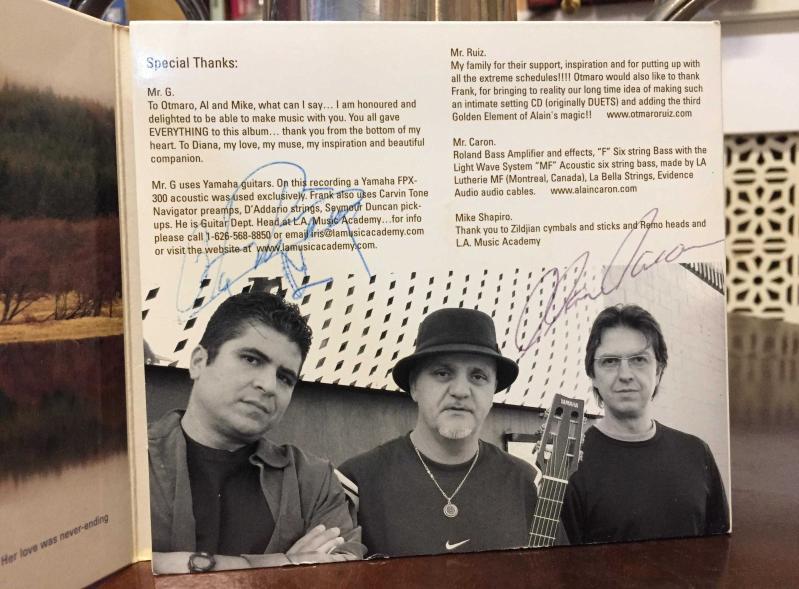 Special Thanks:
Mr. G.
To Otmaro, Al and Mike, what can I say... I am honoured and
delighted to be able to make music with you. You all gave
EVERYTHING to this album... thank you from the bottom of my
heart. To Diana, my love, my muse, my inspiration and beautiful
companion.
Mr. G uses Yamaha guitars. On this recording a Yamaha FPX-
300 acoustic was used exclusively. Frank also uses Carvin Tone
Navigator preamps, D'Addario strings, Seymour Duncan pick-
ups. He is Guitar Dept. Head at L.A. Music Academy...for info
please call 1-626-568-8850 or email iris@lamusicacademy.com
or visit the website at www.lamusicacademy.com.
Mr. Ruiz.
My family for their support, inspiration and for putting up with
all the extreme schedules!!!! Otmaro would also like to thank
Frank, for bringing to reality our long time idea of making such
an intimate setting CD (originally DUETS) and adding the third
Golden Element of Alain's magic!! www.otmaroruiz.com
Mr. Caron.
Roland Bass Amplifier and effects, "F" Six string Bass with the
Light Wave System "MF" Acoustic six string bass, made by LA
Lutherie MF (Montreal, Canada), La Bella Strings, Evidence
Audio audio cables. www.alaincaron.com
Mike Shapiro.
Thank you to Zildjian cymbals and sticks and Remo heads and
L.A. Music Academy
YAMAHA
Her love was never-ending